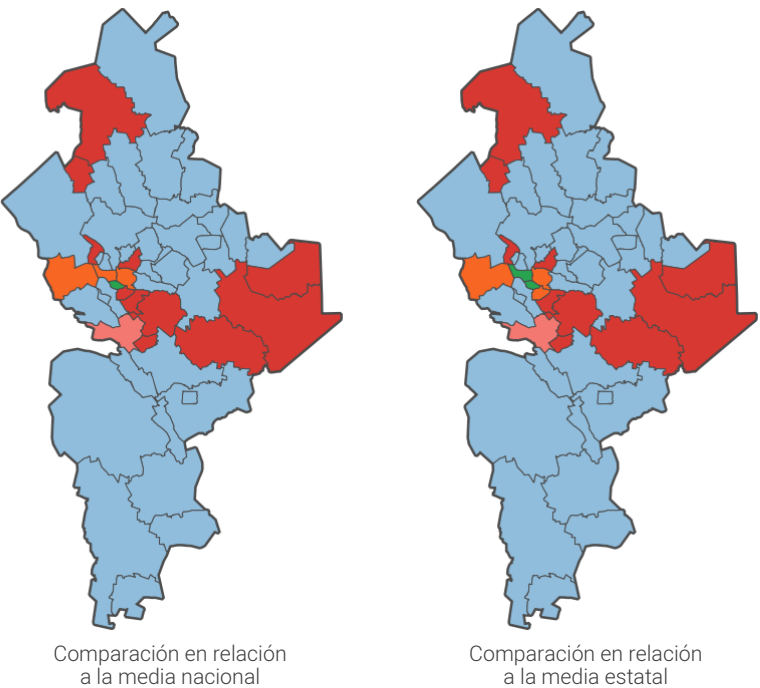 Comparación en relación
a la media nacional
Comparación en relación
a la media estatal